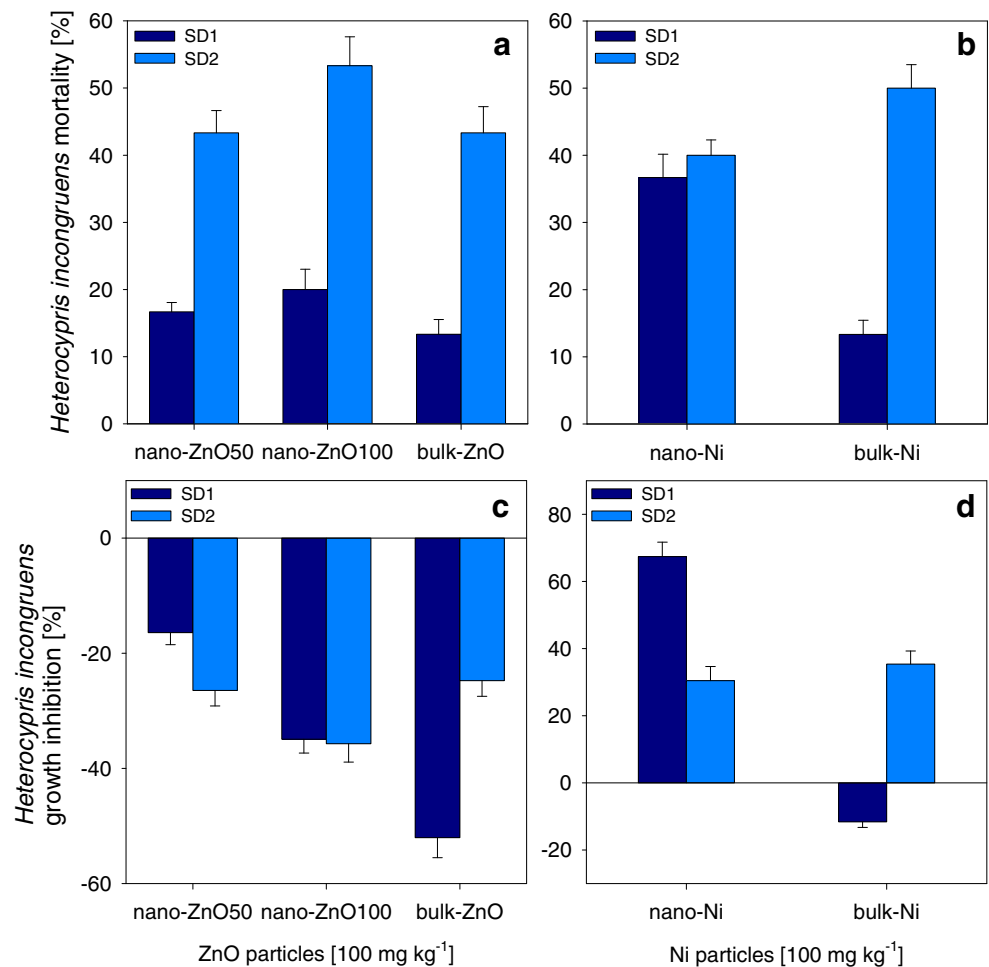 Heterocypris incongruens mortality [%]
60
50
40
30
20
10
0
SD1
SD2
a
nano-ZnO50 nano-ZnO100 bulk-ZnO
60
50
40
30
20
10
0
SD1
SD2
b
nano-Ni bulk-Ni
Heterocypris incongruens
growth inhibition [%]
0
-20
-40
-60
SD1
SD2
c
nano-ZnO50 nano-ZnO100 bulk-ZnO
ZnO particles [100 mg kg⁻¹]
80
60
40
20
0
-20
SD1
SD2
d
nano-Ni bulk-Ni
Ni particles [100 mg kg⁻¹]